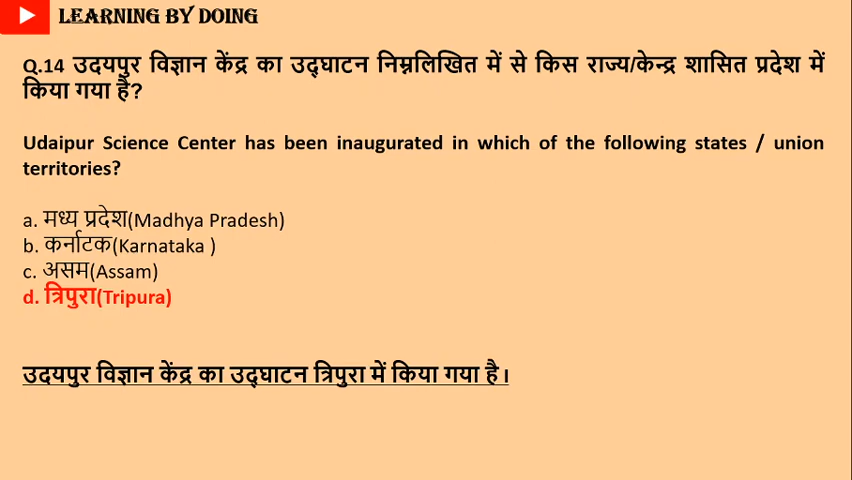 LEARNING BY DOING
Q.14 उदयपुर विज्ञान केंद्र का उद्घाटन निम्नलिखित में से किस राज्य/केन्द्र शासित प्रदेश में
किया गया है?
Udaipur Science Center has been inaugurated in which of the following states / union
territories?
a. मध्य प्रदेश(Madhya Pradesh)
b. कर्नाटक(Karnataka )
c. असम(Assam)
d. त्रिपुरा(Tripura)
उदयपुर विज्ञान केंद्र का उद्घाटन त्रिपुरा में किया गया है।